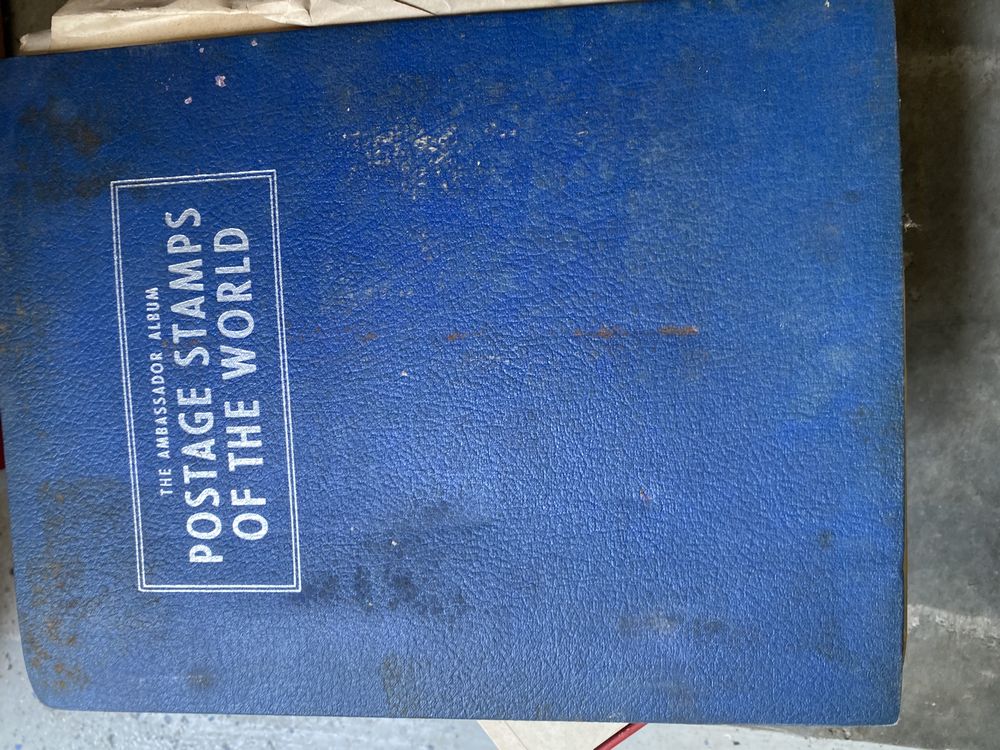 THE AMBASSADOR ALBUM
POSTAGE STAMPS
OF THE WORLD